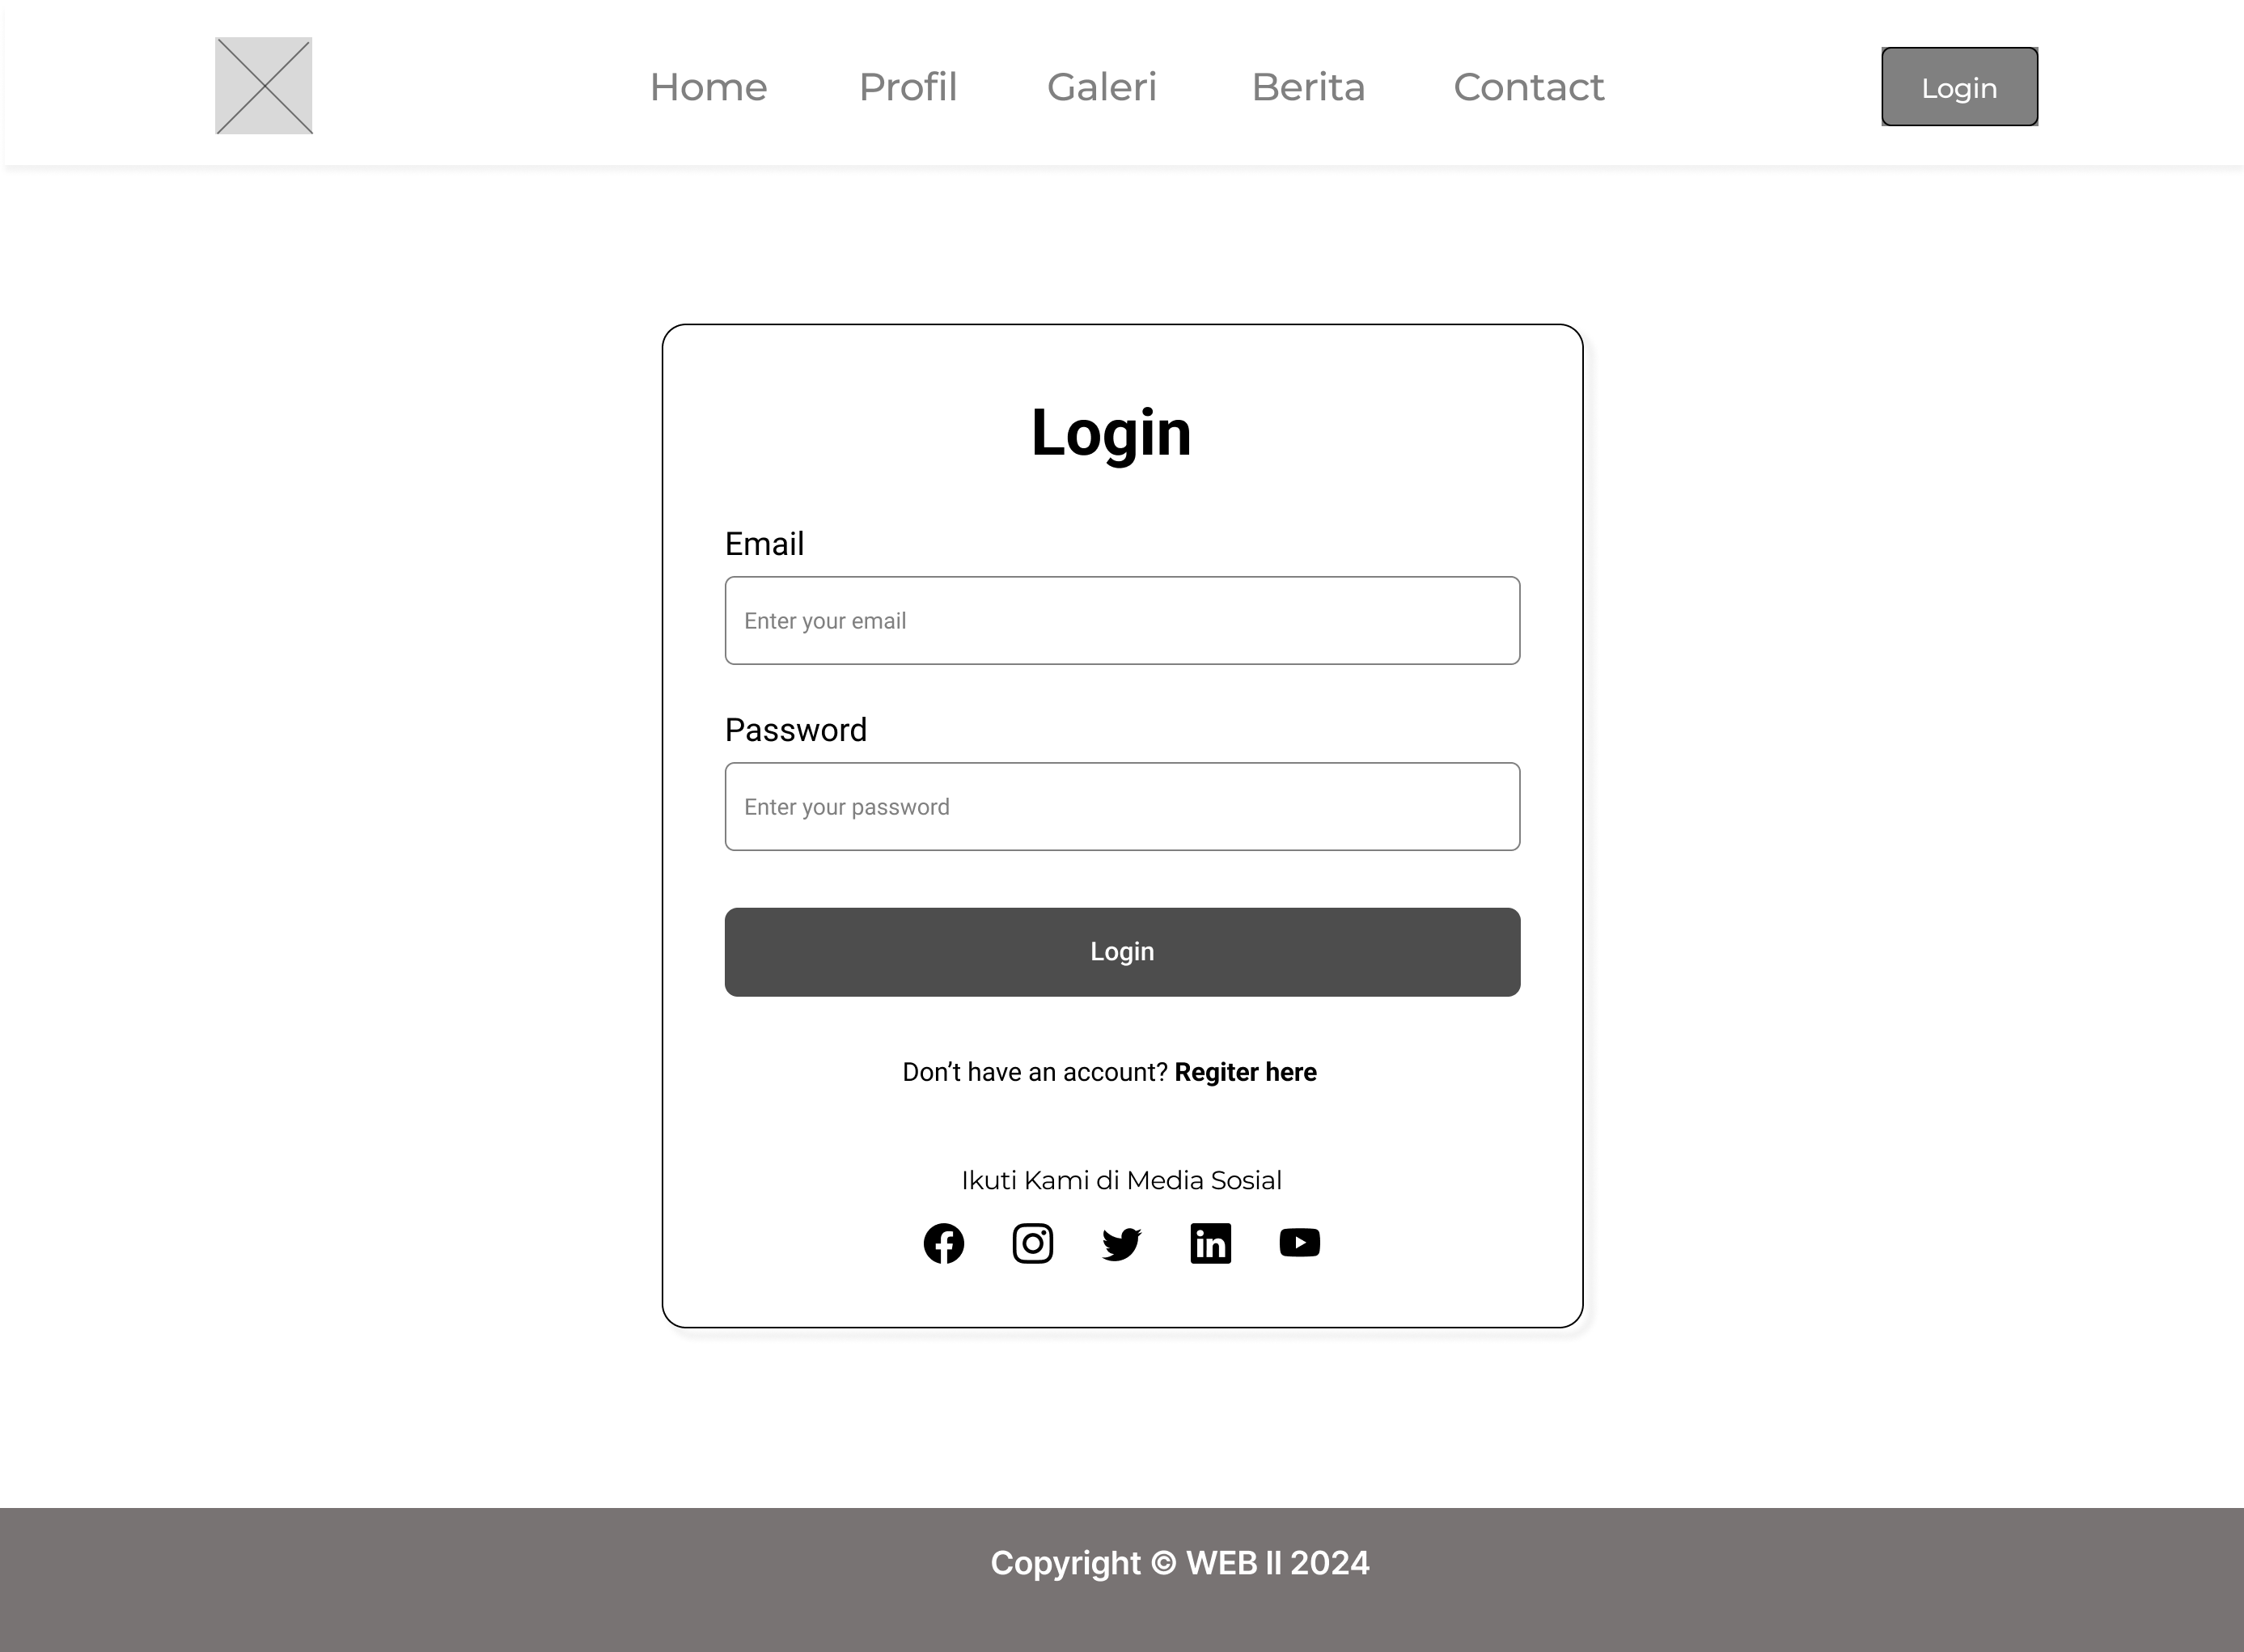 Home Profil Galeri Berita Contact Login
Login
Email
Enter your email
Password
Enter your password
Login
Don’t have an account? Regiter here
Ikuti Kami di Media Sosial
Copyright © WEB II 2024